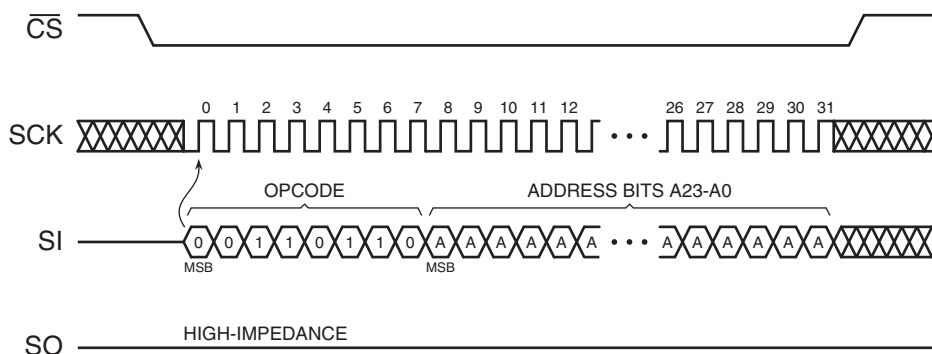 CS
SCK
0 1 2 3 4 5 6 7 8 9 10 11 12 26 27 28 29 30 31
OPCODE ADDRESS BITS A23-A0
SI
0 0 1 1 0 1 1 0 A A A A A A A A A A A A
MSB MSB
HIGH-IMPEDANCE
SO